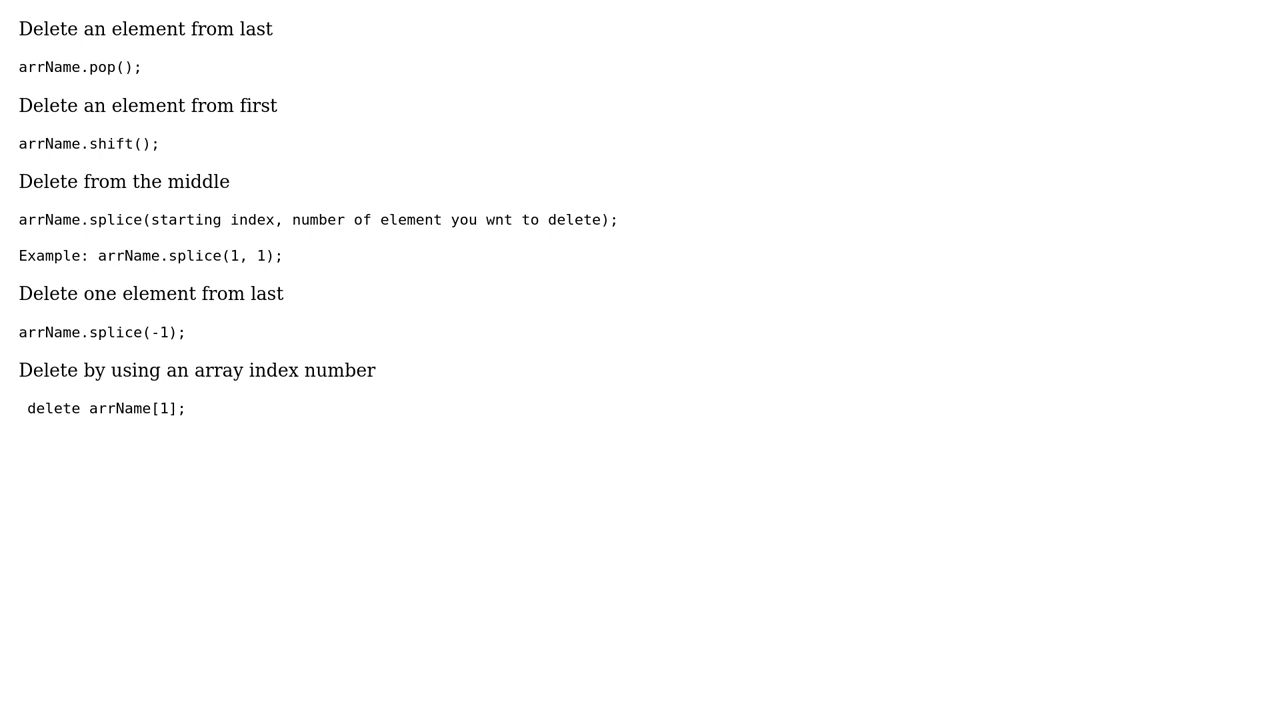 Delete an element from last
arrName.pop();
Delete an element from first
arrName.shift();
Delete from the middle
arrName.splice(starting index, number of element you wnt to delete);
Example: arrName.splice(1, 1);
Delete one element from last
arrName.splice(-1);
Delete by using an array index number
delete arrName[1];